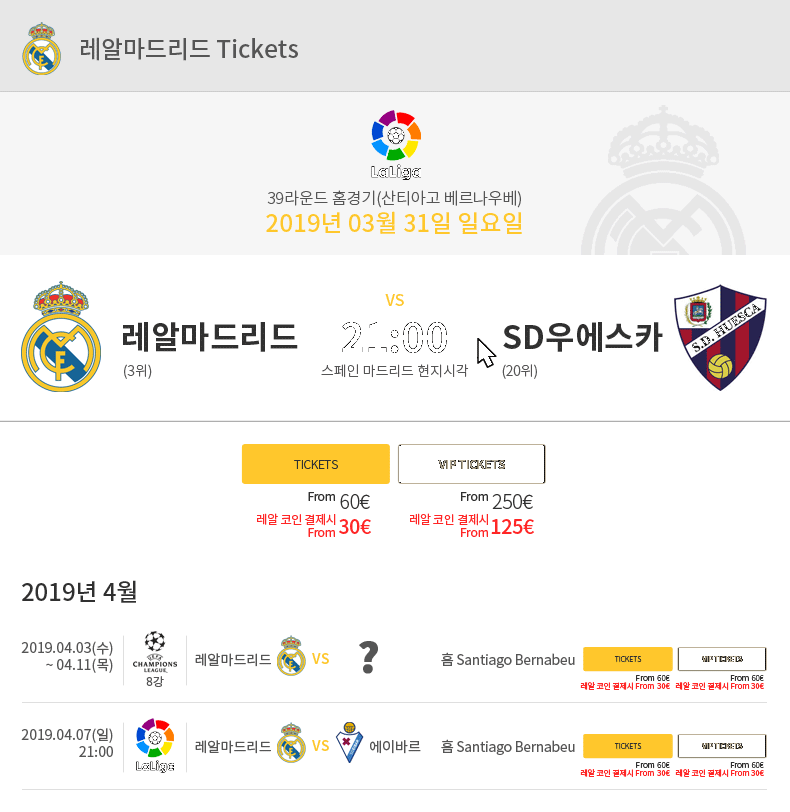 레알마드리드 Tickets
LaLiga
39라운드 홈경기(산티아고 베르나우베)
2019년 03월 31일 일요일
레알마드리드
(3위)
VS
21:00
스페인 마드리드 현지시각
SD우에스카
(20위)
S.D. HUESCA
TICKETS
From 60€
레알 코인 결제시
From 30€
VIP TICKETS
From 250€
레알 코인 결제시
From 125€
2019년 4월
2019.04.03(수)
~ 04.11(목)
CHAMPIONS
LEAGUE
8강
레알마드리드 VS ?
홈 Santiago Bernabeu
TICKETS
From 60€
레알 코인 결제시 From 30€
VIP TICKETS
From 60€
레알 코인 결제시 From 30€
2019.04.07(일)
21:00
LaLiga
레알마드리드 VS 에이바르
홈 Santiago Bernabeu
TICKETS
From 60€
레알 코인 결제시 From 30€
VIP TICKETS
From 60€
레알 코인 결제시 From 30€